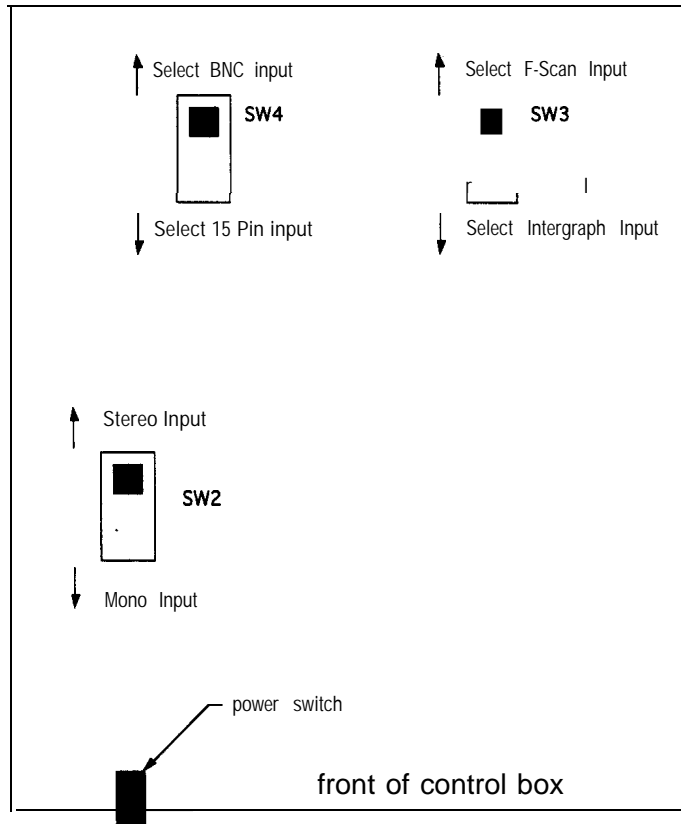 Select BNC input
SW4
Select 15 Pin input
Select F-Scan Input
SW3
Select Intergraph Input
Stereo Input
SW2
Mono Input
power switch
front of control box